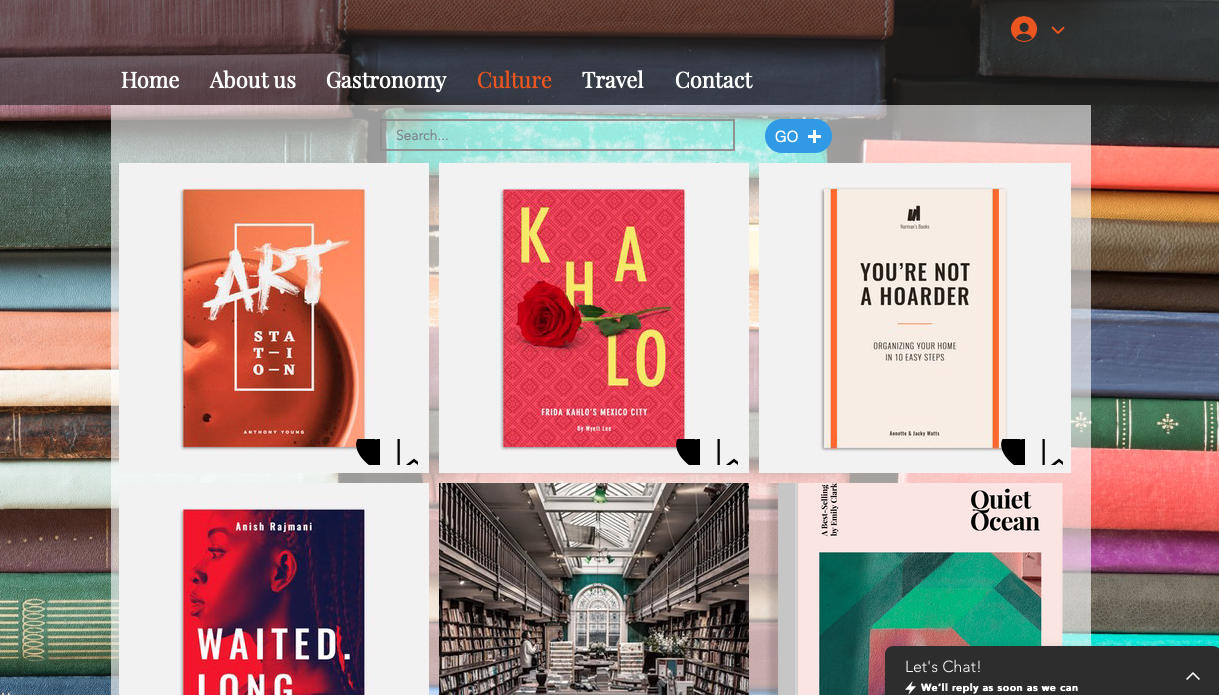 Home About us Gastronomy Culture Travel Contact
Search...
GO
ART
STA
T—I
O—N
ANTHONY YOUNG
K
A
H
LO
FRIDA KAHLO'S MEXICO CITY
By Wyatt Lee
Norman's Books
YOU'RE NOT
A HOARDER
ORGANIZING YOUR HOME
IN 10 EASY STEPS
Annette & Jacky Watts
Anish Rajmani
WAITED.
LONG
A Best-Selling
by Emily Clark
Quiet
Ocean
Let's Chat!
We'll reply as soon as we can